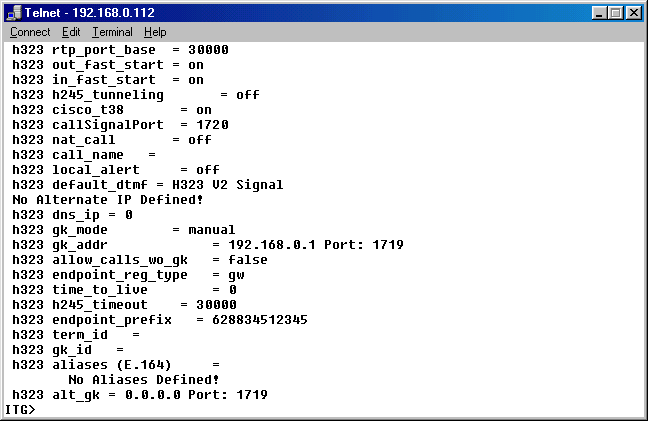 Telnet - 192.168.0.112
Connect Edit Terminal Help
h323 rtp_port_base = 30000
h323 out_fast_start = on
h323 in_fast_start = on
h323 h245_tunneling = off
h323 cisco_t38 = on
h323 callSignalPort = 1720
h323 nat_call = off
h323 call_name =
h323 local_alert = off
h323 default_dtmf = H323 V2 Signal
No Alternate IP Defined!
h323 dns_ip = 0
h323 gk_mode = manual
h323 gk_addr = 192.168.0.1 Port: 1719
h323 allow_calls_wo_gk = false
h323 endpoint_reg_type = gw
h323 time_to_live = 0
h323 h245_timeout = 30000
h323 endpoint_prefix = 628834512345
h323 term_id =
h323 gk_id =
h323 aliases (E.164) =
No Aliases Defined!
h323 alt_gk = 0.0.0.0 Port: 1719
ITG>